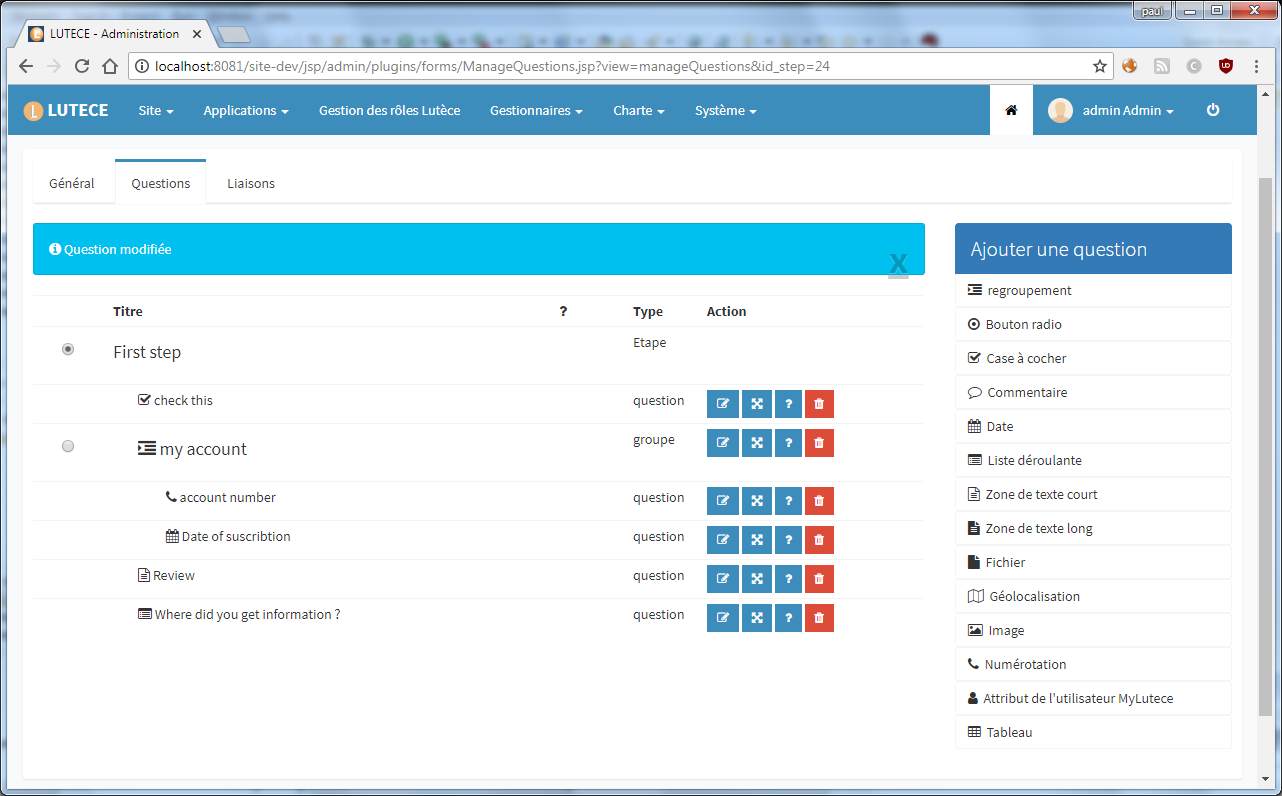 paul
LUTECE - Administration
localhost:8081/site-dev/jsp/admin/plugins/forms/ManageQuestions.jsp?view=manageQuestions&id_step=24
LUTECE Site Applications Gestion des rôles Lutèce Gestionnaires Charte Système admin Admin
Général Questions Liaisons
Question modifiée
X
Titre ? Type Action
First step Etape
check this question ?
my account groupe ?
account number question ?
Date of suscribtion question ?
Review question ?
Where did you get information ? question ?
Ajouter une question
regroupement
Bouton radio
Case à cocher
Commentaire
Date
Liste déroulante
Zone de texte court
Zone de texte long
Fichier
Géolocalisation
Image
Numérotation
Attribut de l'utilisateur MyLutece
Tableau